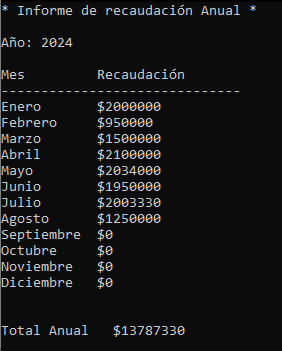 * Informe de recaudación Anual *
Año: 2024
Mes Recaudación
------------------------------
Enero $2000000
Febrero $950000
Marzo $1500000
Abril $2100000
Mayo $2034000
Junio $1950000
Julio $2003330
Agosto $1250000
Septiembre $0
Octubre $0
Noviembre $0
Diciembre $0
Total Anual $13787330